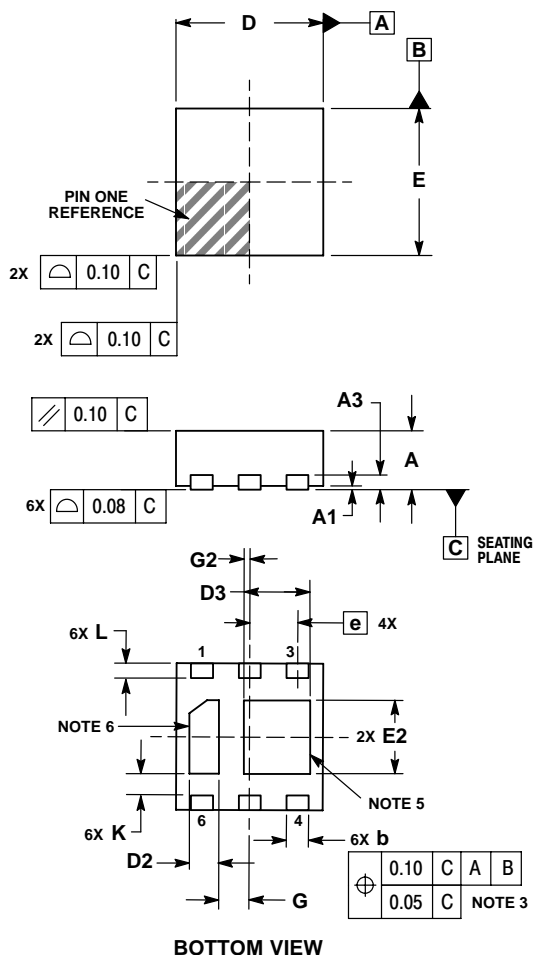 D
A
B
E
PIN ONE
REFERENCE
2X ⌓ 0.10 C
2X ⌓ 0.10 C
⫽ 0.10 C
A3
A
6X ⌓ 0.08 C
A1
C SEATING
PLANE
G2
D3
e 4X
6X L
1 3
NOTE 6
2X E2
NOTE 5
6X K
6 4
6X b
D2
G
⌖ 0.10 C A B
0.05 C NOTE 3
BOTTOM VIEW